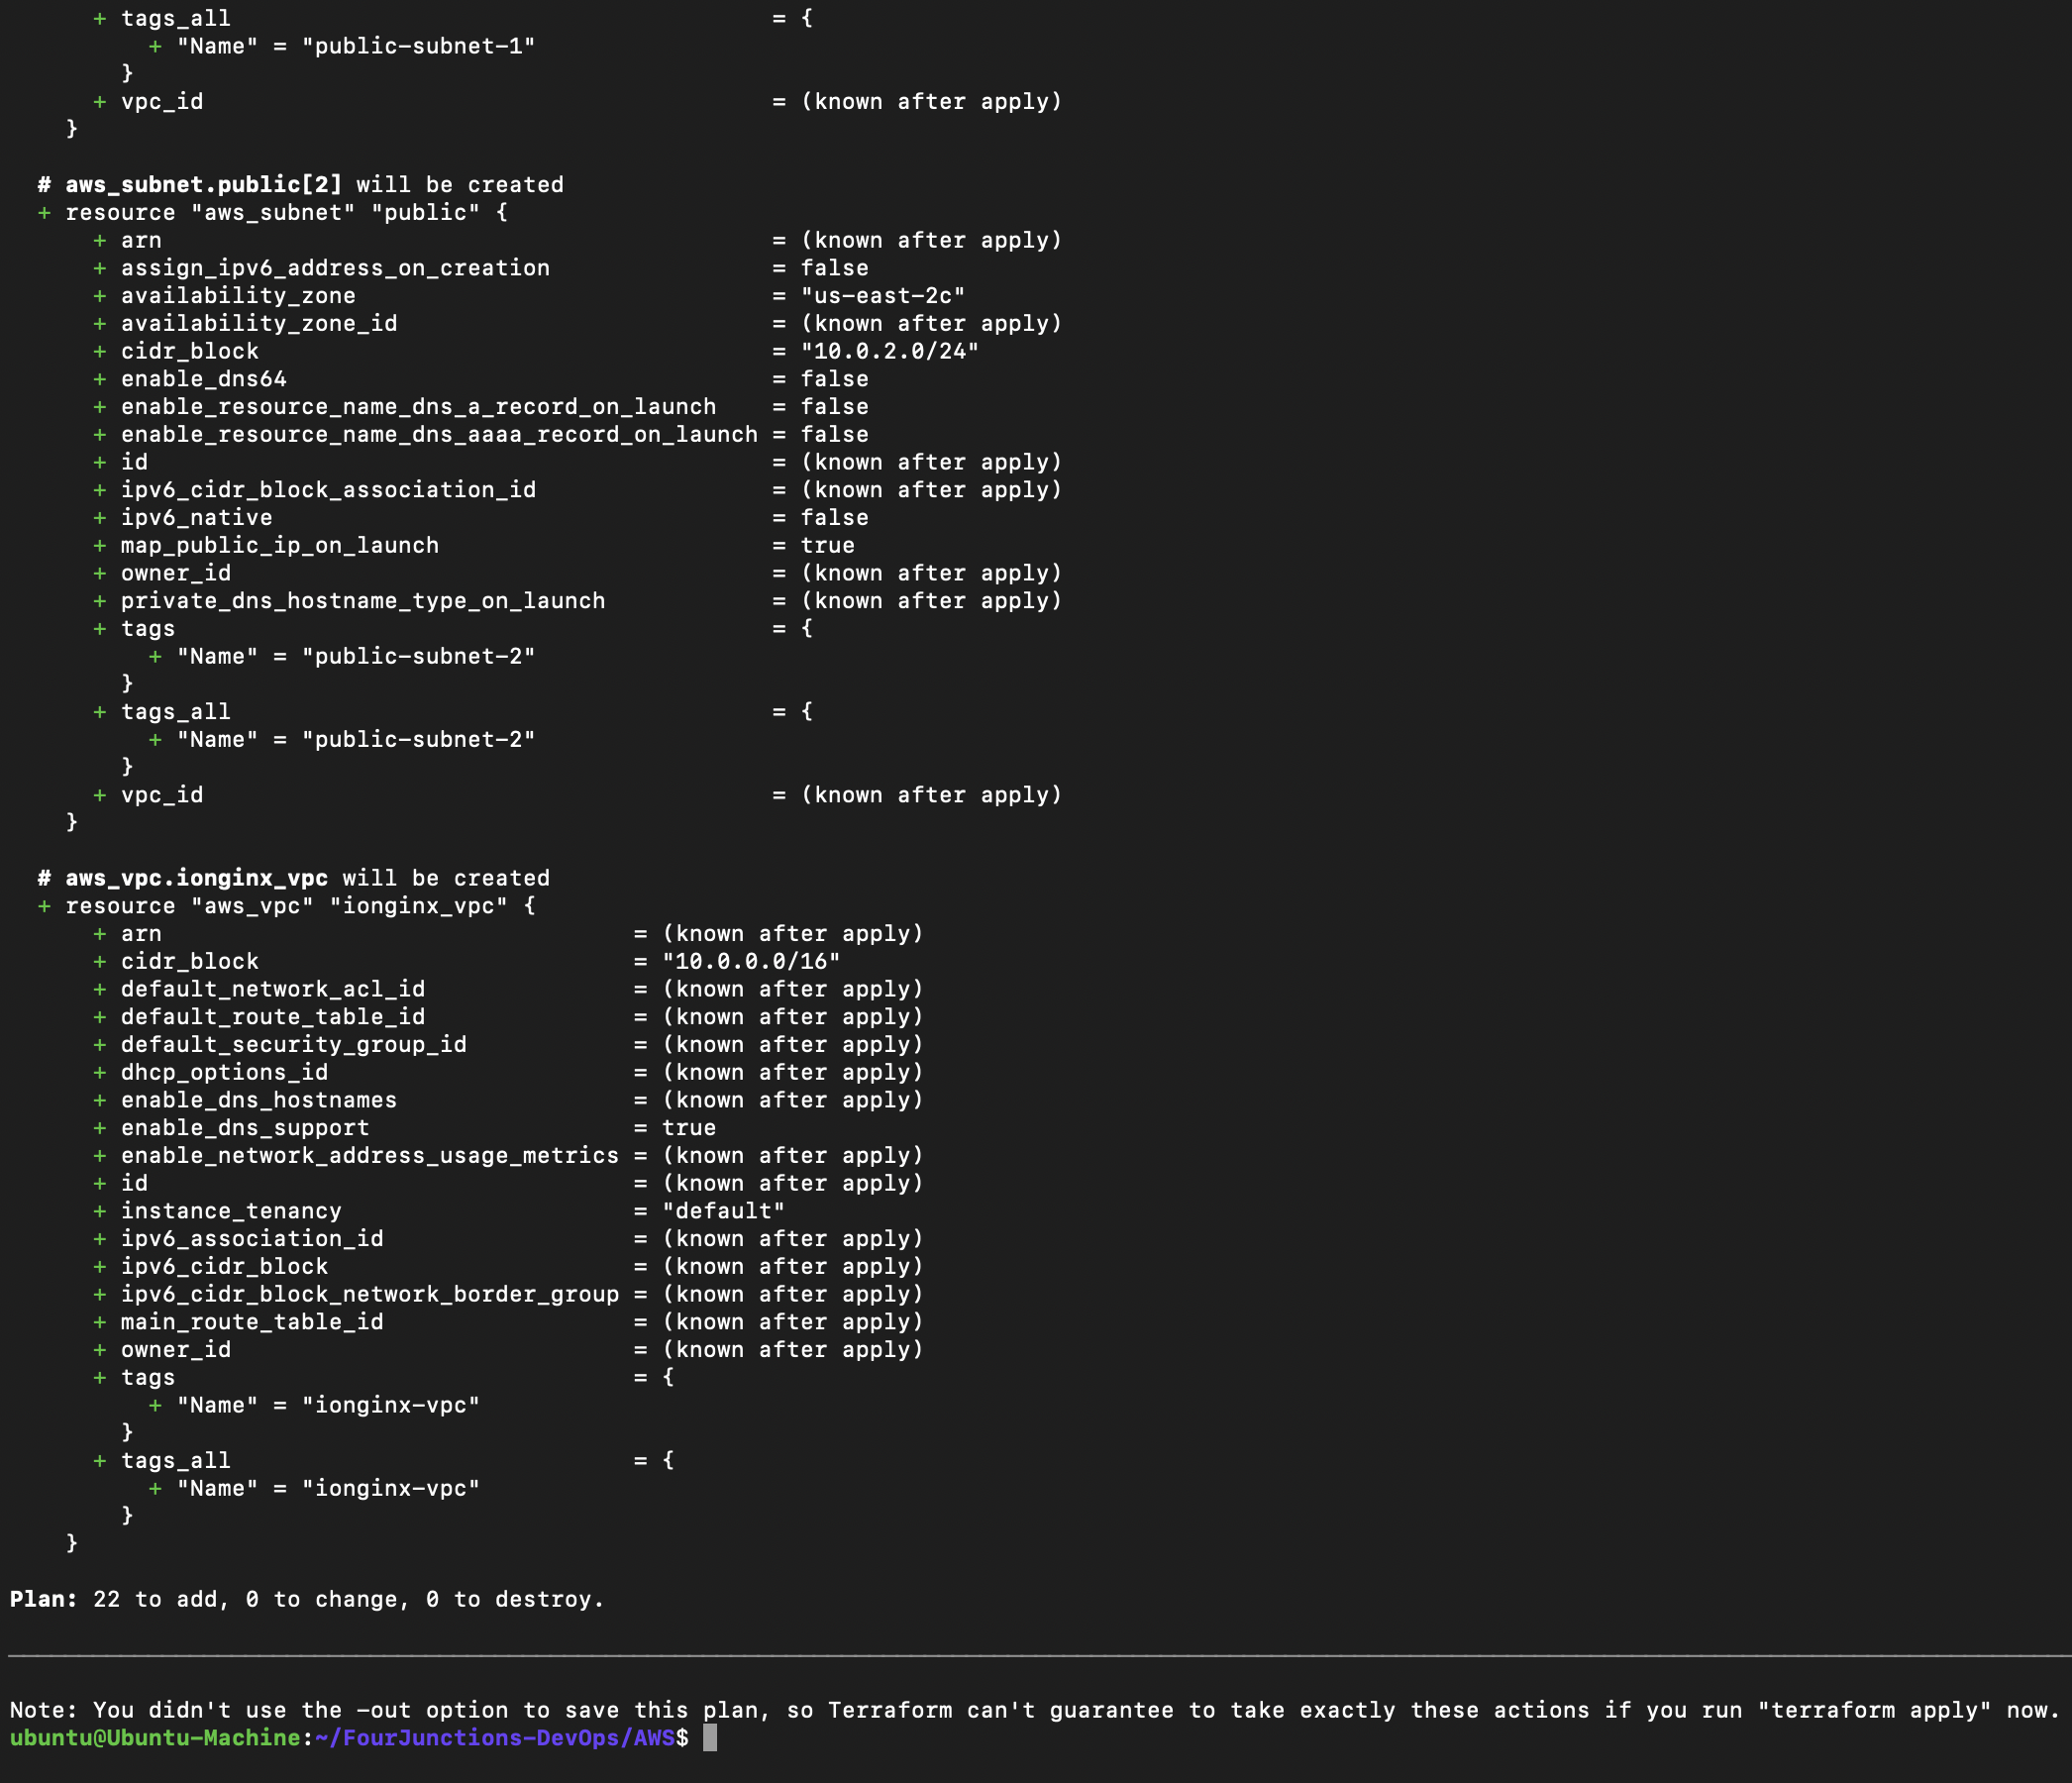 + tags_all                                       = {
          + "Name" = "public-subnet-1"
        }
      + vpc_id                                         = (known after apply)
    }

  # aws_subnet.public[2] will be created
  + resource "aws_subnet" "public" {
      + arn                                            = (known after apply)
      + assign_ipv6_address_on_creation                = false
      + availability_zone                              = "us-east-2c"
      + availability_zone_id                           = (known after apply)
      + cidr_block                                     = "10.0.2.0/24"
      + enable_dns64                                   = false
      + enable_resource_name_dns_a_record_on_launch    = false
      + enable_resource_name_dns_aaaa_record_on_launch = false
      + id                                             = (known after apply)
      + ipv6_cidr_block_association_id                 = (known after apply)
      + ipv6_native                                    = false
      + map_public_ip_on_launch                        = true
      + owner_id                                       = (known after apply)
      + private_dns_hostname_type_on_launch            = (known after apply)
      + tags                                           = {
          + "Name" = "public-subnet-2"
        }
      + tags_all                                       = {
          + "Name" = "public-subnet-2"
        }
      + vpc_id                                         = (known after apply)
    }

  # aws_vpc.ionginx_vpc will be created
  + resource "aws_vpc" "ionginx_vpc" {
      + arn                                  = (known after apply)
      + cidr_block                           = "10.0.0.0/16"
      + default_network_acl_id               = (known after apply)
      + default_route_table_id               = (known after apply)
      + default_security_group_id            = (known after apply)
      + dhcp_options_id                      = (known after apply)
      + enable_dns_hostnames                 = (known after apply)
      + enable_dns_support                   = true
      + enable_network_address_usage_metrics = (known after apply)
      + id                                   = (known after apply)
      + instance_tenancy                     = "default"
      + ipv6_association_id                  = (known after apply)
      + ipv6_cidr_block                      = (known after apply)
      + ipv6_cidr_block_network_border_group = (known after apply)
      + main_route_table_id                  = (known after apply)
      + owner_id                             = (known after apply)
      + tags                                 = {
          + "Name" = "ionginx-vpc"
        }
      + tags_all                             = {
          + "Name" = "ionginx-vpc"
        }
    }

Plan: 22 to add, 0 to change, 0 to destroy.

Note: You didn't use the -out option to save this plan, so Terraform can't guarantee to take exactly these actions if you run "terraform apply" now.
ubuntu@Ubuntu-Machine:~/FourJunctions-DevOps/AWS$